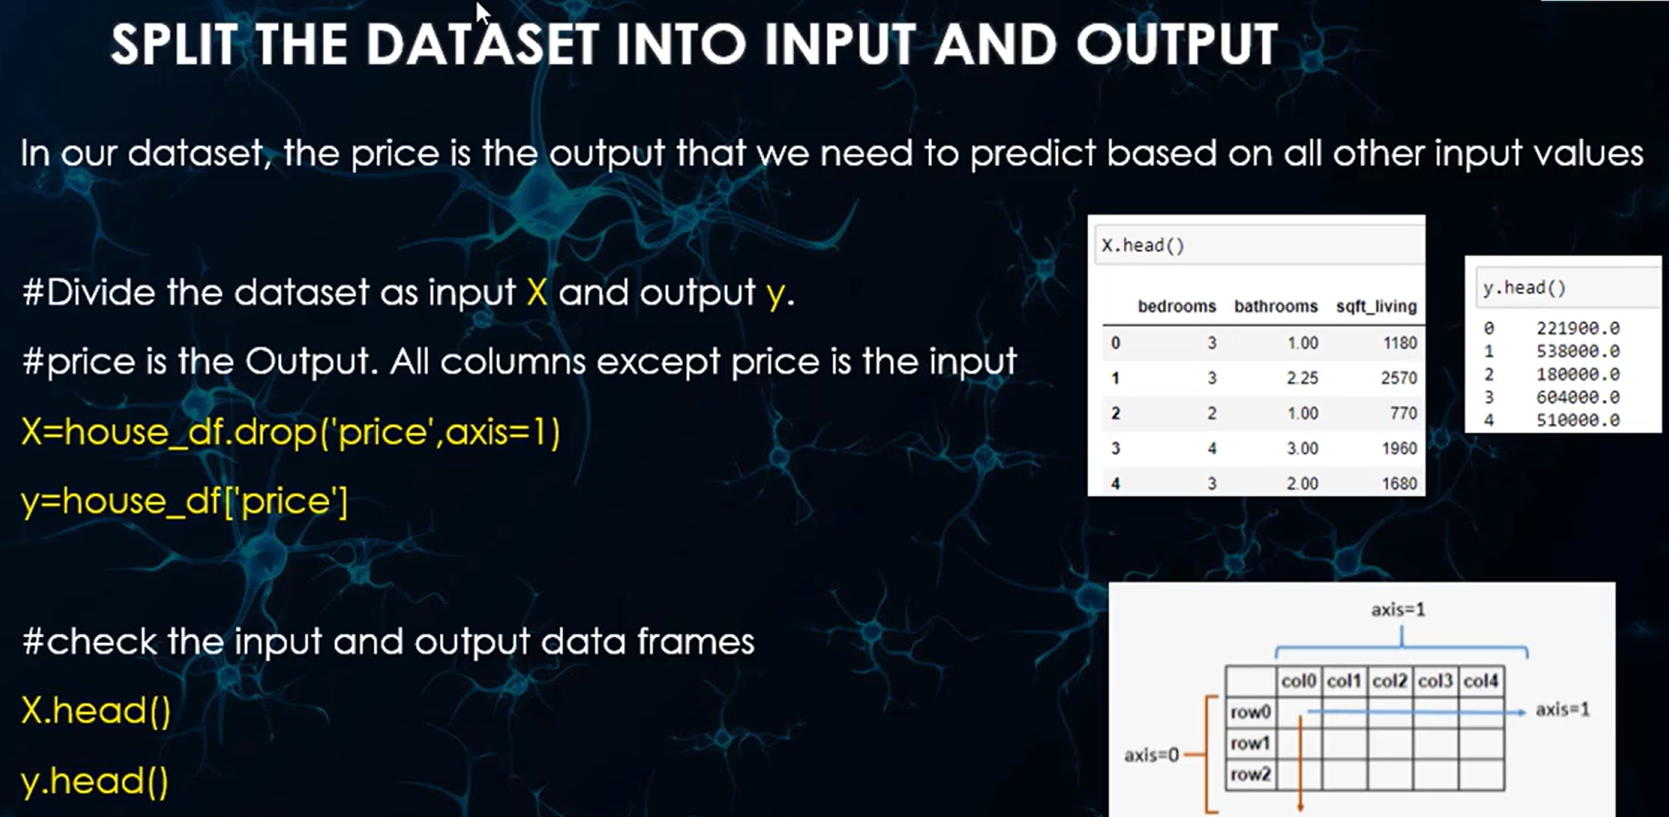 SPLIT THE DATASET INTO INPUT AND OUTPUT
In our dataset, the price is the output that we need to predict based on all other input values
#Divide the dataset as input X and output y.
#price is the Output. All columns except price is the input
X=house_df.drop('price',axis=1)
y=house_df['price']
#check the input and output data frames
X.head()
y.head()
X.head()
bedrooms bathrooms sqft_living
0 3 1.00 1180
1 3 2.25 2570
2 2 1.00 770
3 4 3.00 1960
4 3 2.00 1680
y.head()
0 221900.0
1 538000.0
2 180000.0
3 604000.0
4 510000.0
axis=1
col0 col1 col2 col3 col4
row0 axis=1
row1
axis=0
row2